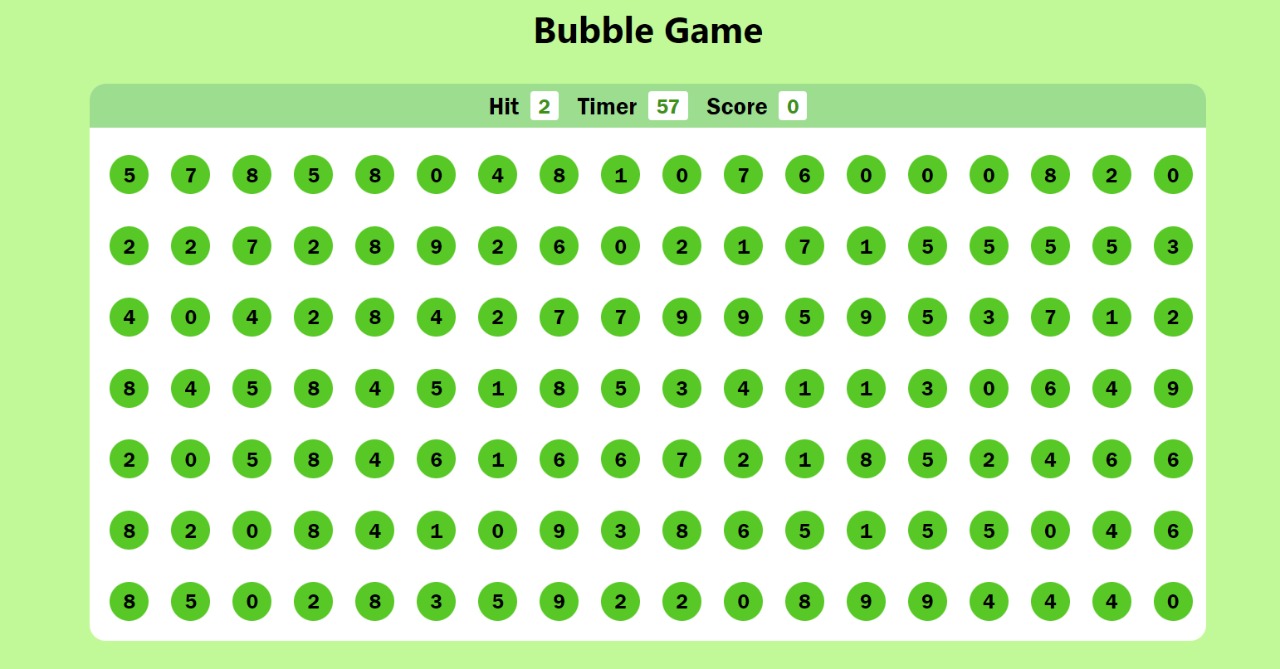 Bubble Game
Hit 2 Timer 57 Score 0
5 7 8 5 8 0 4 8 1 0 7 6 0 0 0 8 2 0
2 2 7 2 8 9 2 6 0 2 1 7 1 5 5 5 5 3
4 0 4 2 8 4 2 7 7 9 9 5 9 5 3 7 1 2
8 4 5 8 4 5 1 8 5 3 4 1 1 3 0 6 4 9
2 0 5 8 4 6 1 6 6 7 2 1 8 5 2 4 6 6
8 2 0 8 4 1 0 9 3 8 6 5 1 5 5 0 4 6
8 5 0 2 8 3 5 9 2 2 0 8 9 9 4 4 4 0